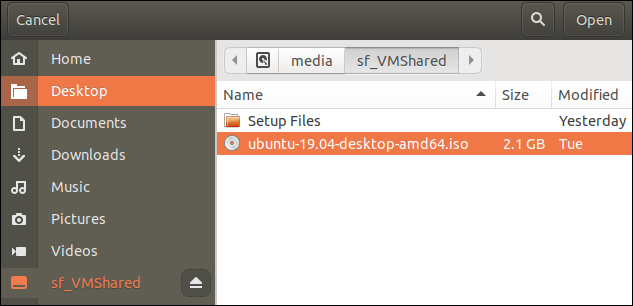 Cancel Open
Home media sf_VMShared
Desktop Name Size Modified
Documents Setup Files Yesterday
Downloads ubuntu-19.04-desktop-amd64.iso 2.1 GB Tue
Music
Pictures
Videos
sf_VMShared